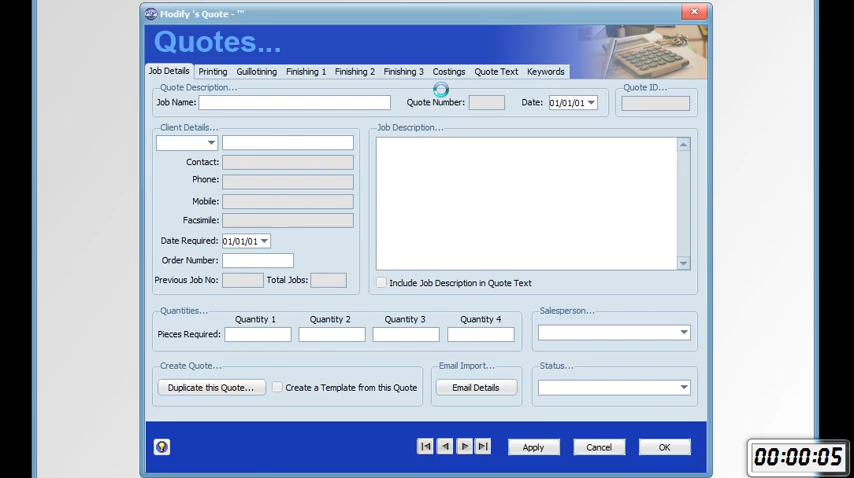 Modify 's Quote - ""
Quotes...
Job Details Printing Guillotining Finishing 1 Finishing 2 Finishing 3 Costings Quote Text Keywords
Quote Description... Quote ID...
Job Name: Quote Number: Date: 01/01/01
Client Details... Job Description...
Contact:
Phone:
Mobile:
Facsimile:
Date Required: 01/01/01
Order Number:
Previous Job No: Total Jobs:
Include Job Description in Quote Text
Quantities... Salesperson...
Quantity 1 Quantity 2 Quantity 3 Quantity 4
Pieces Required:
Create Quote... Email Import... Status...
Duplicate this Quote... Create a Template from this Quote Email Details
Apply Cancel OK
00:00:05